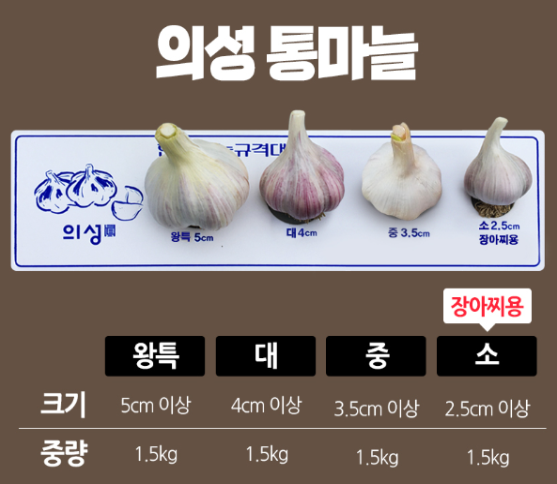 의성 통마늘
규격대
의성
왕특 5cm
대 4cm
중 3.5cm
소 2.5cm
장아찌용
장아찌용
왕특 대 중 소
크기 5cm 이상 4cm 이상 3.5cm 이상 2.5cm 이상
중량 1.5kg 1.5kg 1.5kg 1.5kg